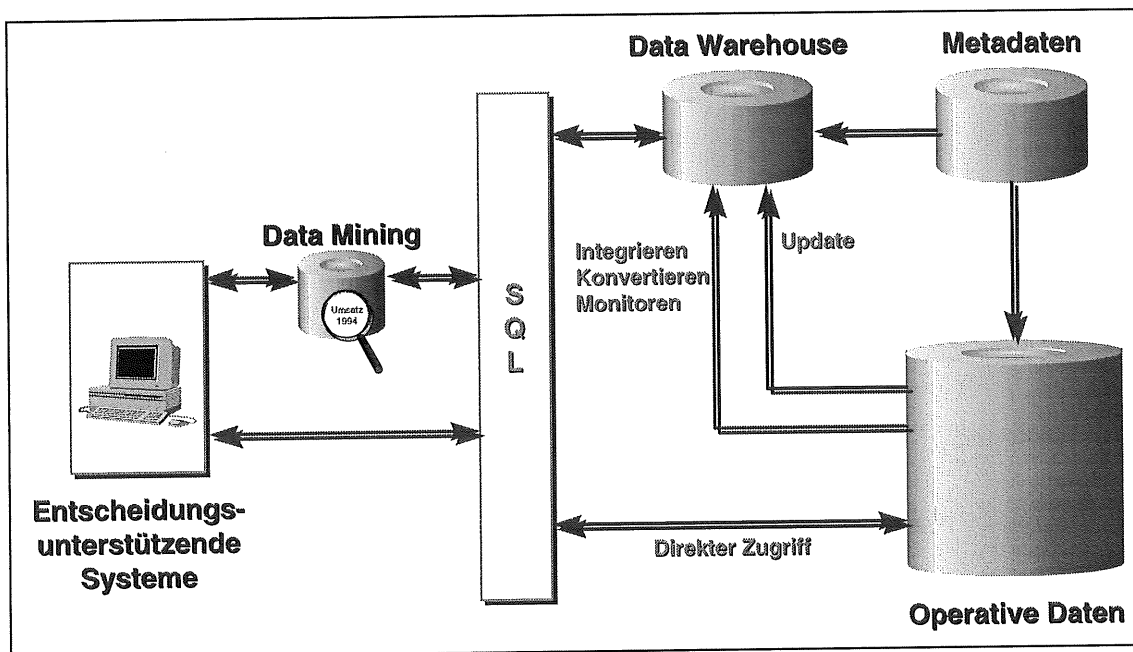 Data Warehouse
Metadaten
Data Mining
Umsatz
1994
S
Q
L
Integrieren
Konvertieren
Monitoren
Update
Direkter Zugriff
Entscheidungs-
unterstützende
Systeme
Operative Daten